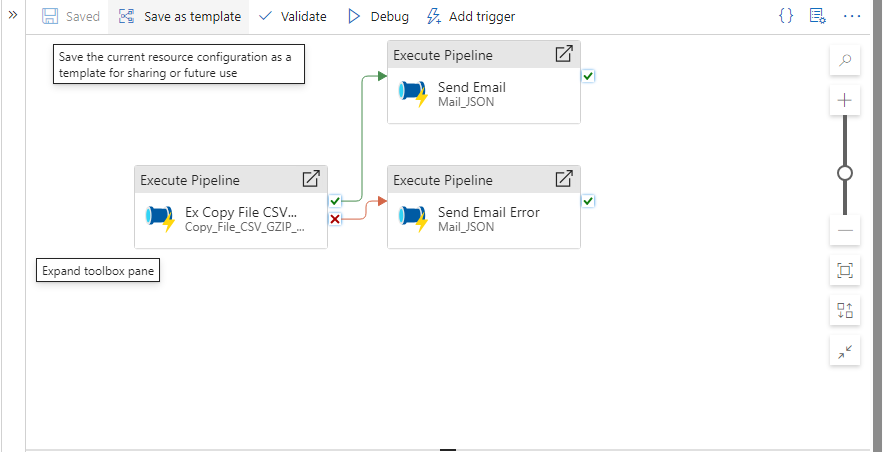 Saved
Save as template
Validate
Debug
Add trigger
Save the current resource configuration as a
template for sharing or future use
Execute Pipeline
Send Email
Mail_JSON
Execute Pipeline
Ex Copy File CSV...
Copy_File_CSV_GZIP_...
Execute Pipeline
Send Email Error
Mail_JSON
Expand toolbox pane